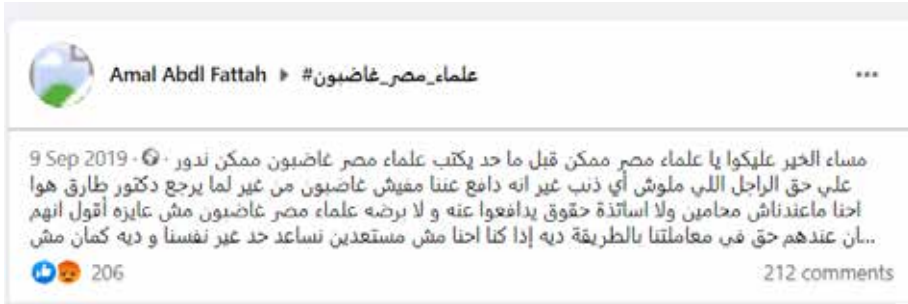 Amal Abdl Fattah ▸ #علماء_مصر_غاضبون
مساء الخير عليكوا يا علماء مصر ممكن قبل ما حد يكتب علماء مصر غاضبون ممكن ندور · 9 Sep 2019
علي حق الراجل اللي ملوش أي ذنب غير انه دافع عننا مفيش غاضبون من غير لما يرجع دكتور طارق هوا
احنا ماعندناش محامين ولا اساتذة حقوق يدافعوا عنه و لا برضه علماء مصر غاضبون مش عايزه أقول انهم
ان عندهم حق في معاملتنا بالطريقة ديه إذا كنا احنا مش مستعدين نساعد حد غير نفسنا و ديه كمان مش...
206
212 comments